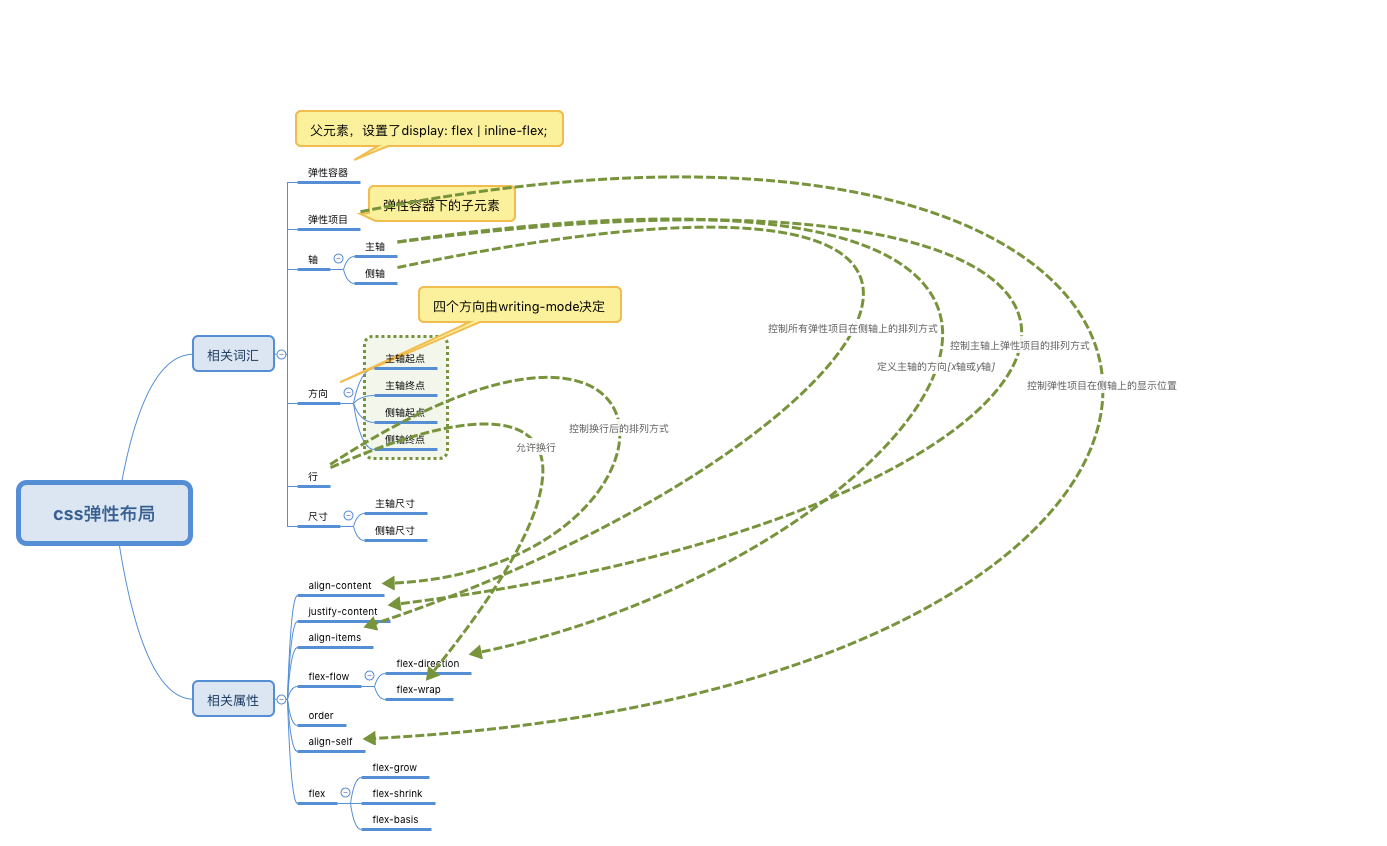 父元素，设置了display: flex | inline-flex;
弹性容器
弹性容器下的子元素
弹性项目
主轴
轴
侧轴
四个方向由writing-mode决定
控制所有弹性项目在侧轴上的排列方式
控制主轴上弹性项目的排列方式
定义主轴的方向[x轴或y轴]
控制弹性项目在侧轴上的显示位置
相关词汇
主轴起点
主轴终点
方向
侧轴起点
侧轴终点
控制换行后的排列方式
允许换行
行
css弹性布局
主轴尺寸
尺寸
侧轴尺寸
align-content
justify-content
align-items
flex-direction
flex-flow
flex-wrap
相关属性
order
align-self
flex-grow
flex
flex-shrink
flex-basis